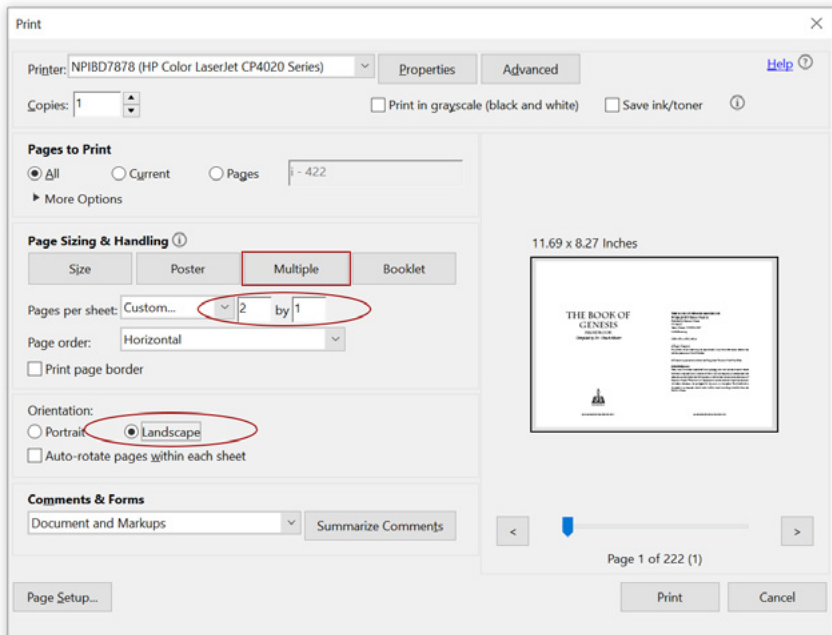 Print
Printer: NPIBD7878 (HP Color LaserJet CP4020 Series) Properties Advanced Help
Copies: 1 Print in grayscale (black and white) Save ink/toner
Pages to Print
All Current Pages i - 422
More Options
Page Sizing & Handling
Size Poster Multiple Booklet
Pages per sheet: Custom... 2 by 1
Page order: Horizontal
Print page border
Orientation:
Portrait Landscape
Auto-rotate pages within each sheet
Comments & Forms
Document and Markups Summarize Comments
Page Setup...
11.69 x 8.27 Inches
THE BOOK OF
GENESIS
< >
Page 1 of 222 (1)
Print Cancel